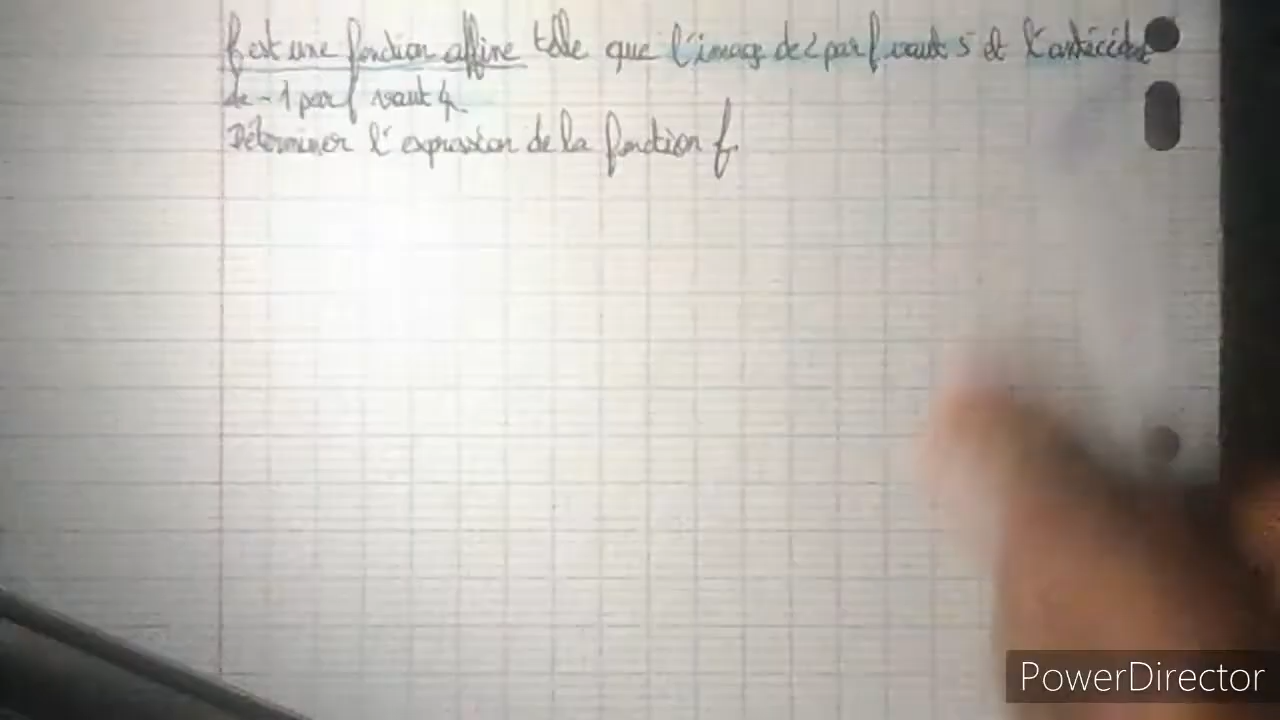 f est une fonction affine telle que l'image de 2 par f vaut 5 et l'antécédent
de -1 par f vaut 4.
Déterminer l'expression de la fonction f.
PowerDirector